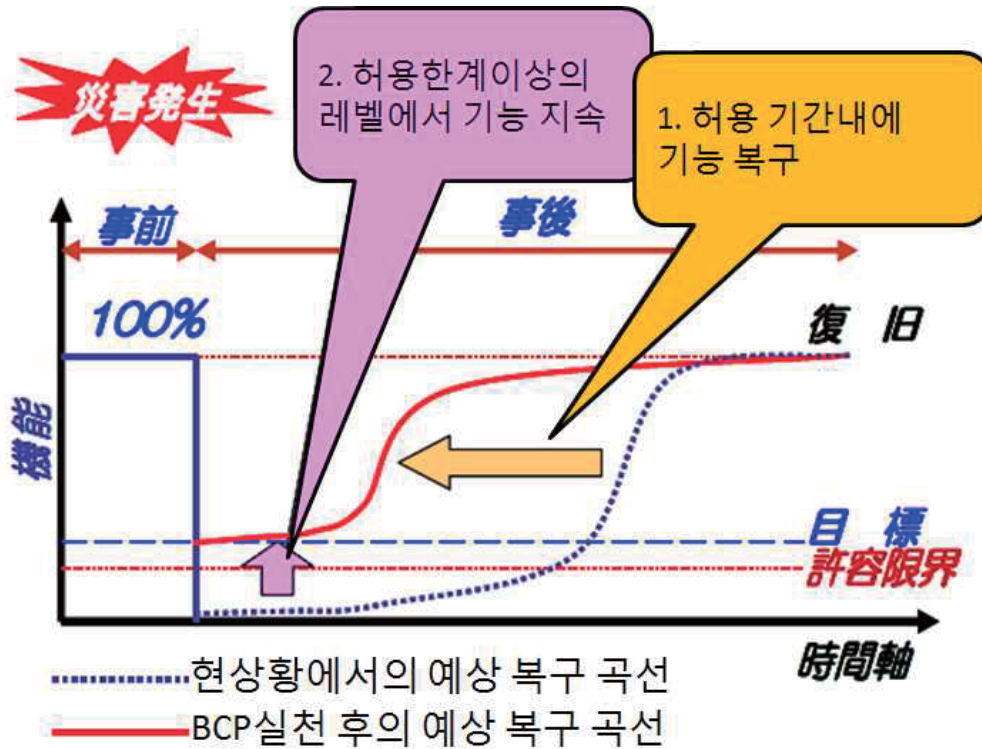 災害発生
2. 허용한계이상의
레벨에서 기능 지속
1. 허용 기간내에
기능 복구
事前
事後
100%
復 旧
機能
目 標
許容限界
時間軸
현상황에서의 예상 복구 곡선
BCP실천 후의 예상 복구 곡선